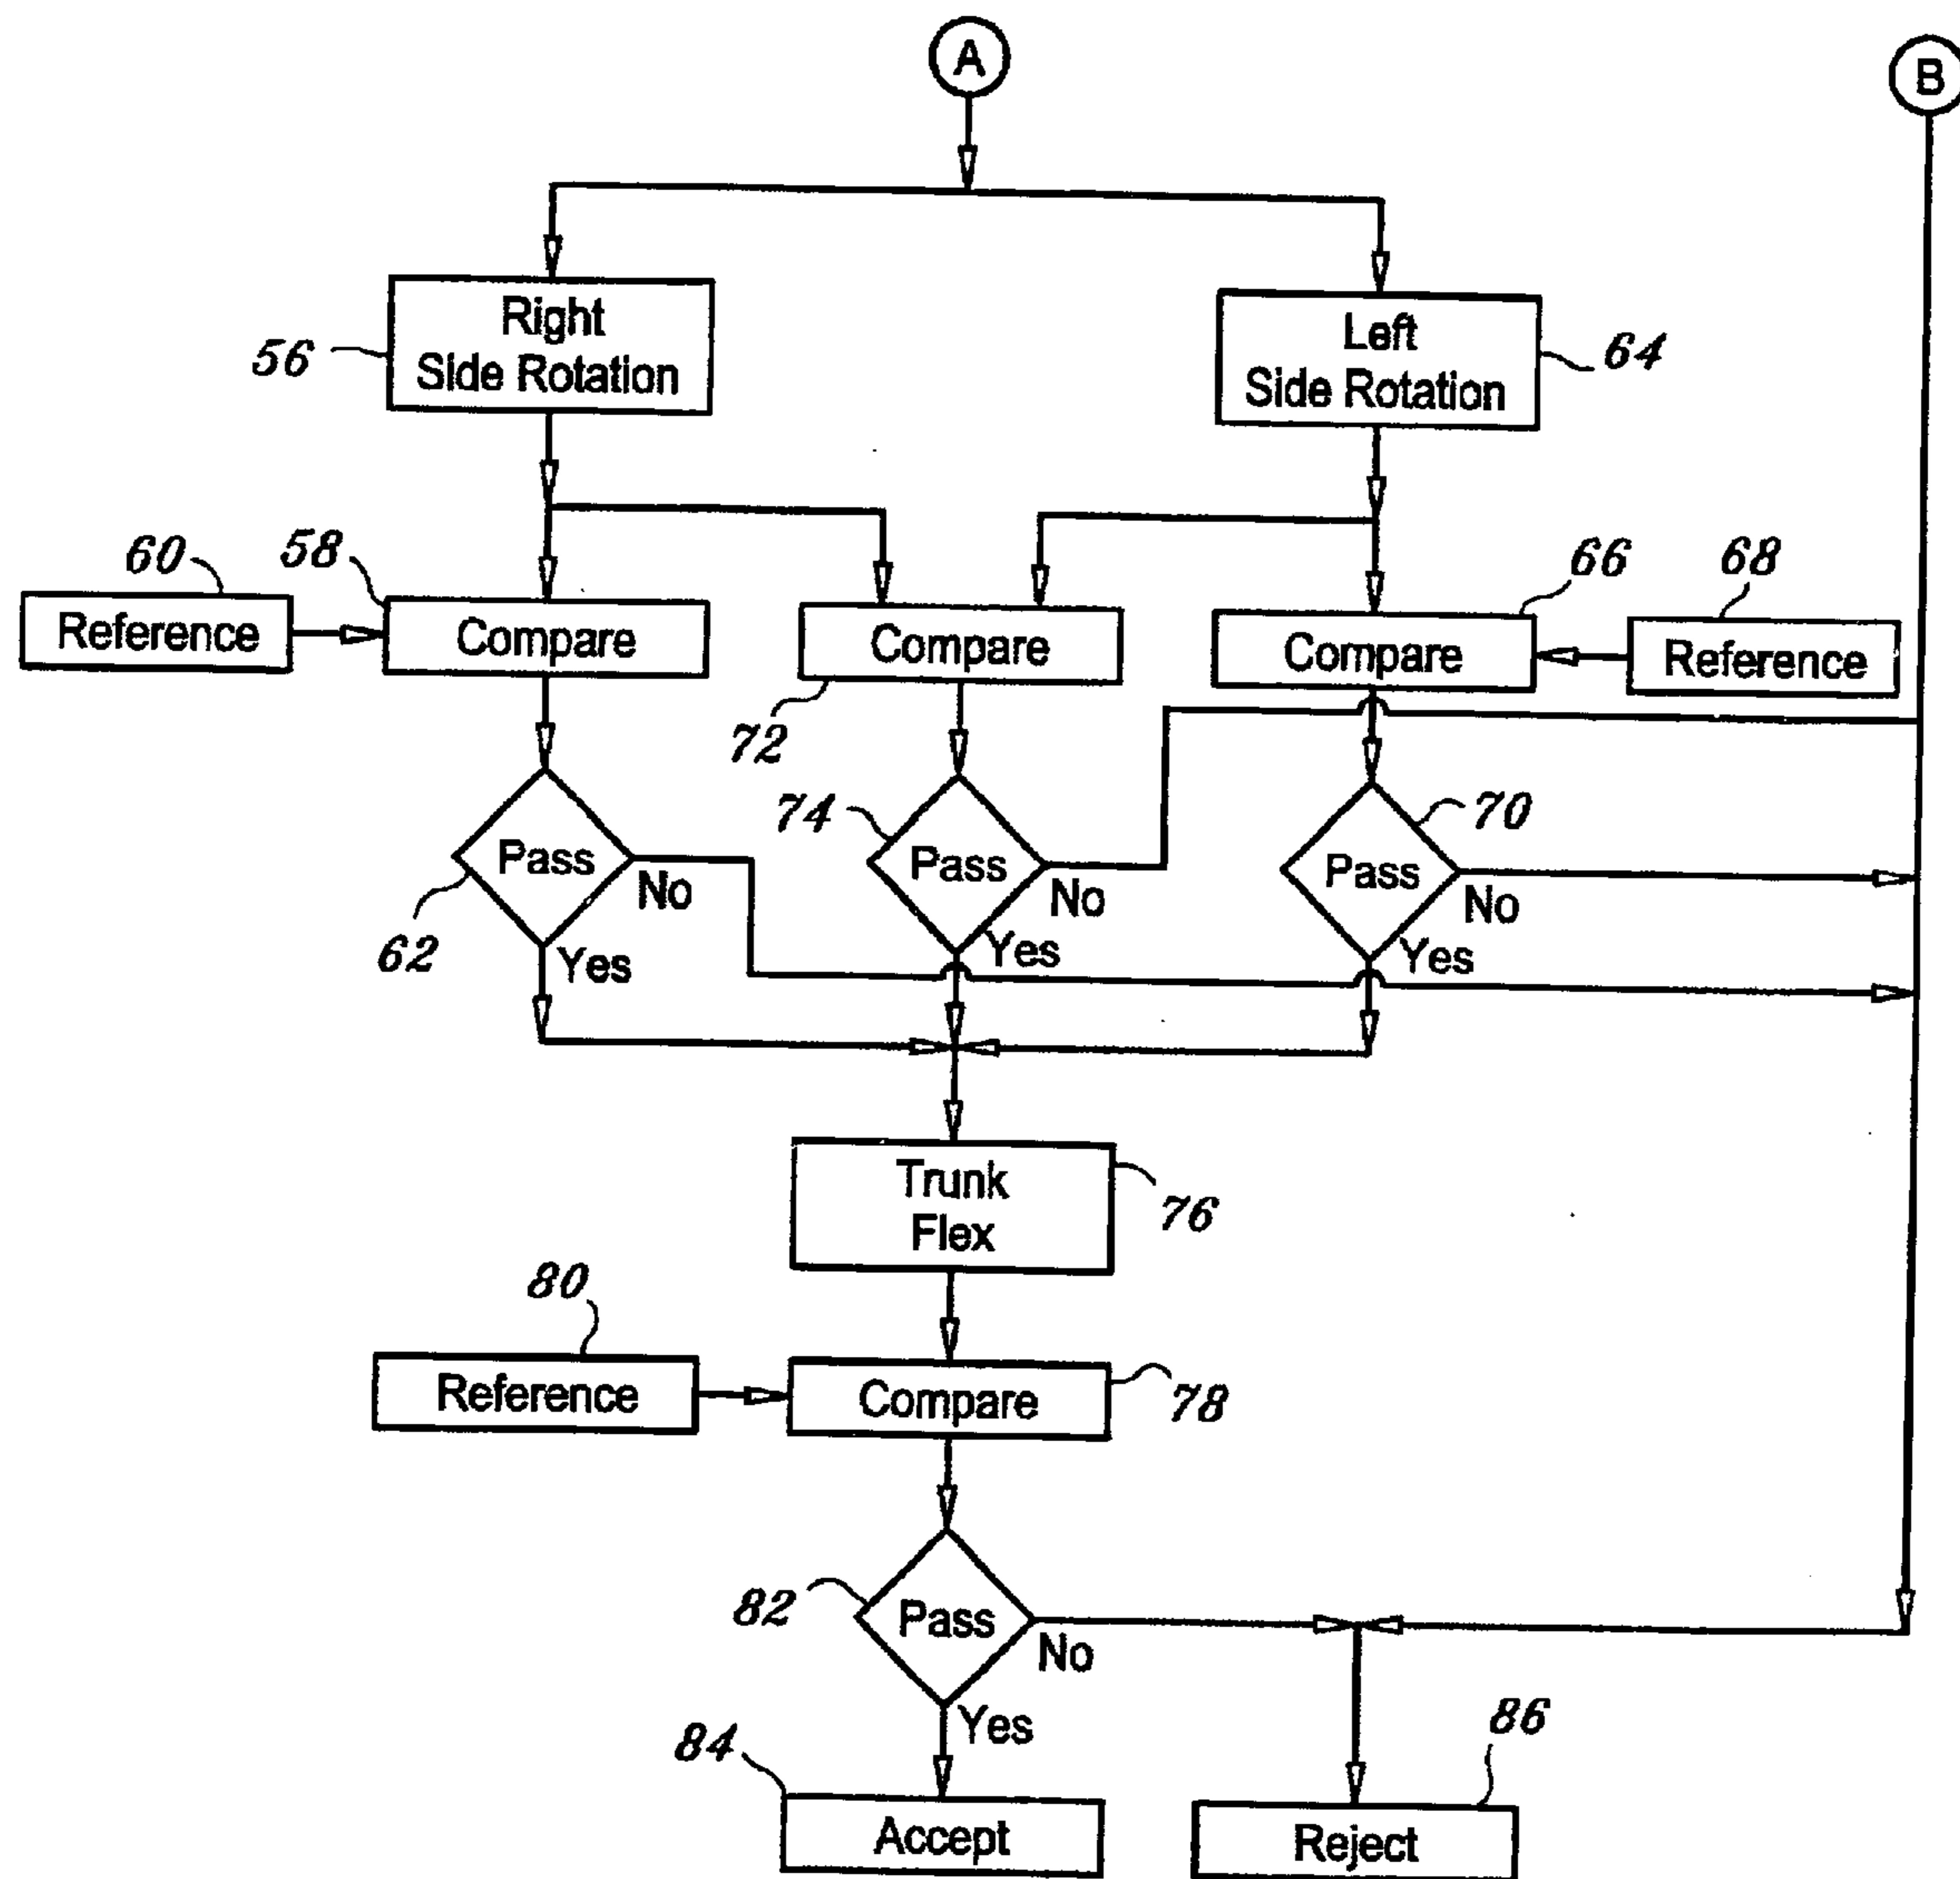 A
B
Right
Side Rotation
56
Left
Side Rotation
64
60
58
66
68
Reference
Compare
Compare
Compare
Reference
72
74
70
Pass
Pass
Pass
No
No
No
62
Yes
Yes
Yes
Trunk
Flex
76
80
Reference
Compare
78
82
Pass
No
Yes
84
86
Accept
Reject